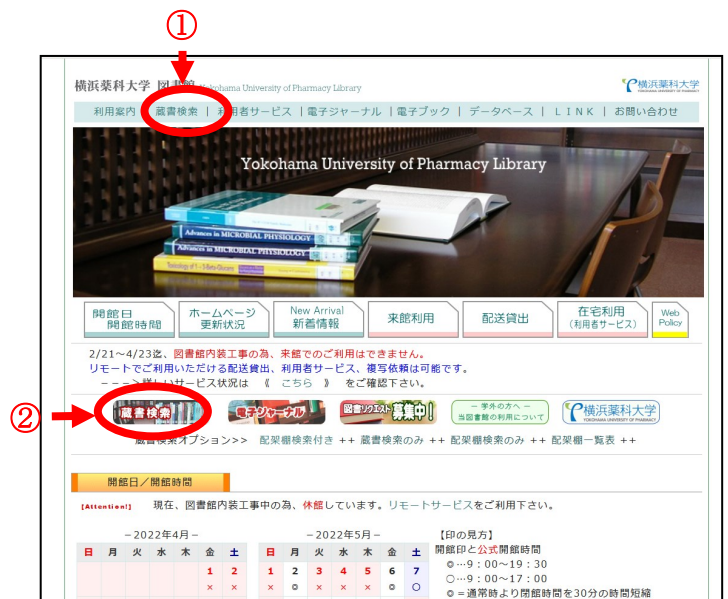 ①
横浜薬科大学 図書館 Yokohama University of Pharmacy Library
横浜薬科大学
YOKOHAMA UNIVERSITY OF PHARMACY
利用案内 | 蔵書検索 | 利用者サービス | 電子ジャーナル | 電子ブック | データベース | LINK | お問い合わせ
Yokohama University of Pharmacy Library
Advances in MICROBIAL PHYSIOLOGY
Advances in MICROBIAL PHYSIOLOGY
開館日
開館時間
ホームページ
更新状況
New Arrival
新着情報
来館利用
配送貸出
在宅利用
(利用者サービス)
Web
Policy
2/21~4/23迄、図書館内装工事の為、来館でのご利用はできません。
リモートでご利用いただける配送貸出、利用者サービス、複写依頼は可能です。
--->詳しいサービス状況は 《 こちら 》 をご確認下さい。
②
蔵書検索
電子ジャーナル
図書リクエスト募集中!
- 学外の方へ -
当図書館の利用について
横浜薬科大学
YOKOHAMA UNIVERSITY OF PHARMACY
蔵書検索オプション>> 配架棚検索付き ++ 蔵書検索のみ ++ 配架棚検索のみ ++ 配架棚一覧表 ++
開館日/開館時間
[Attention!] 現在、図書館内装工事中の為、休館しています。リモートサービスをご利用下さい。
-2022年4月-
日 月 火 水 木 金 土
1 2
× ×
-2022年5月-
日 月 火 水 木 金 土
1 2 3 4 5 6 7
× ◎ × × × ◎ ○
【印の見方】
開館印と公式開館時間
◎…9:00~19:30
○…9:00~17:00
◎=通常時より閉館時間を30分の時間短縮